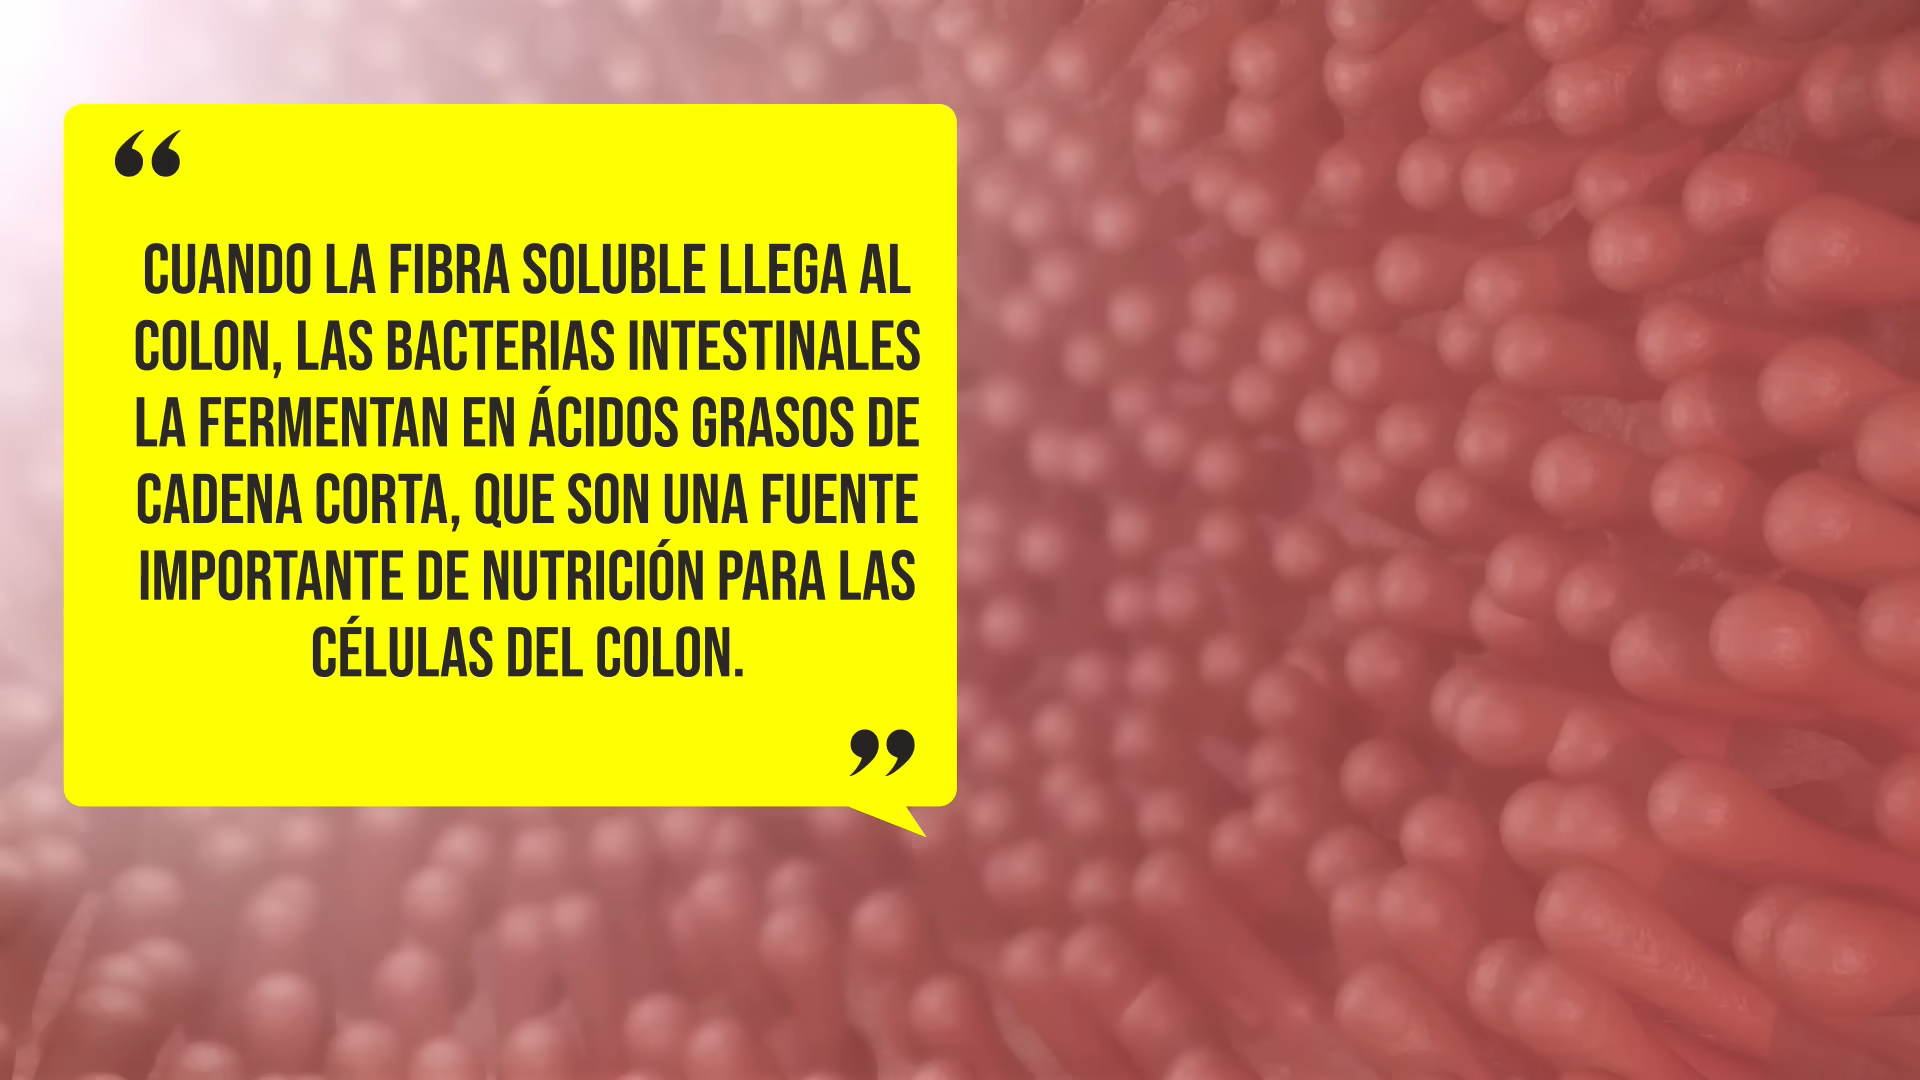 “
CUANDO LA FIBRA SOLUBLE LLEGA AL
COLON, LAS BACTERIAS INTESTINALES
LA FERMENTAN EN ÁCIDOS GRASOS DE
CADENA CORTA, QUE SON UNA FUENTE
IMPORTANTE DE NUTRICIÓN PARA LAS
CÉLULAS DEL COLON.
”